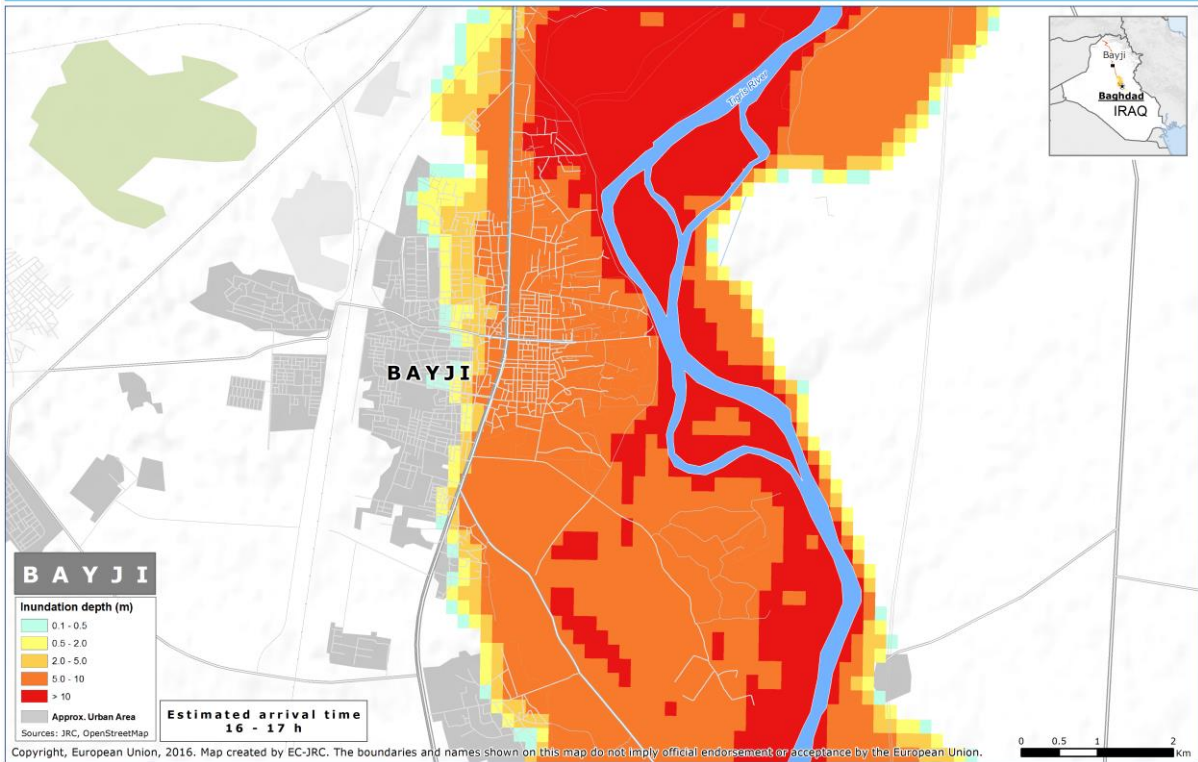 Tigris River
Bayji
Baghdad
IRAQ
BAYJI
BAYJI
Inundation depth (m)
0.1 - 0.5
0.5 - 2.0
2.0 - 5.0
5.0 - 10
> 10
Approx. Urban Area
Sources: JRC, OpenStreetMap
Estimated arrival time
16 - 17 h
0 0.5 1 2
Km
Copyright, European Union, 2016. Map created by EC-JRC. The boundaries and names shown on this map do not imply official endorsement or acceptance by the European Union.